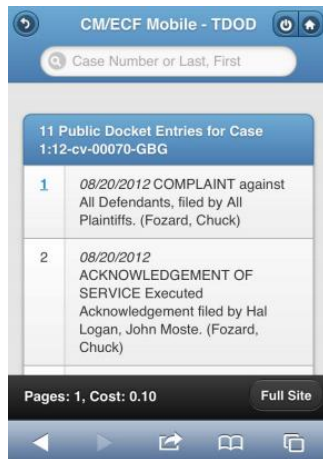 CM/ECF Mobile - TDOD
Case Number or Last, First
11 Public Docket Entries for Case
1:12-cv-00070-GBG
1
08/20/2012 COMPLAINT against
All Defendants, filed by All
Plaintiffs. (Fozard, Chuck)
2
08/20/2012
ACKNOWLEDGEMENT OF
SERVICE Executed
Acknowledgement filed by Hal
Logan, John Moste. (Fozard,
Chuck)
Pages: 1, Cost: 0.10
Full Site